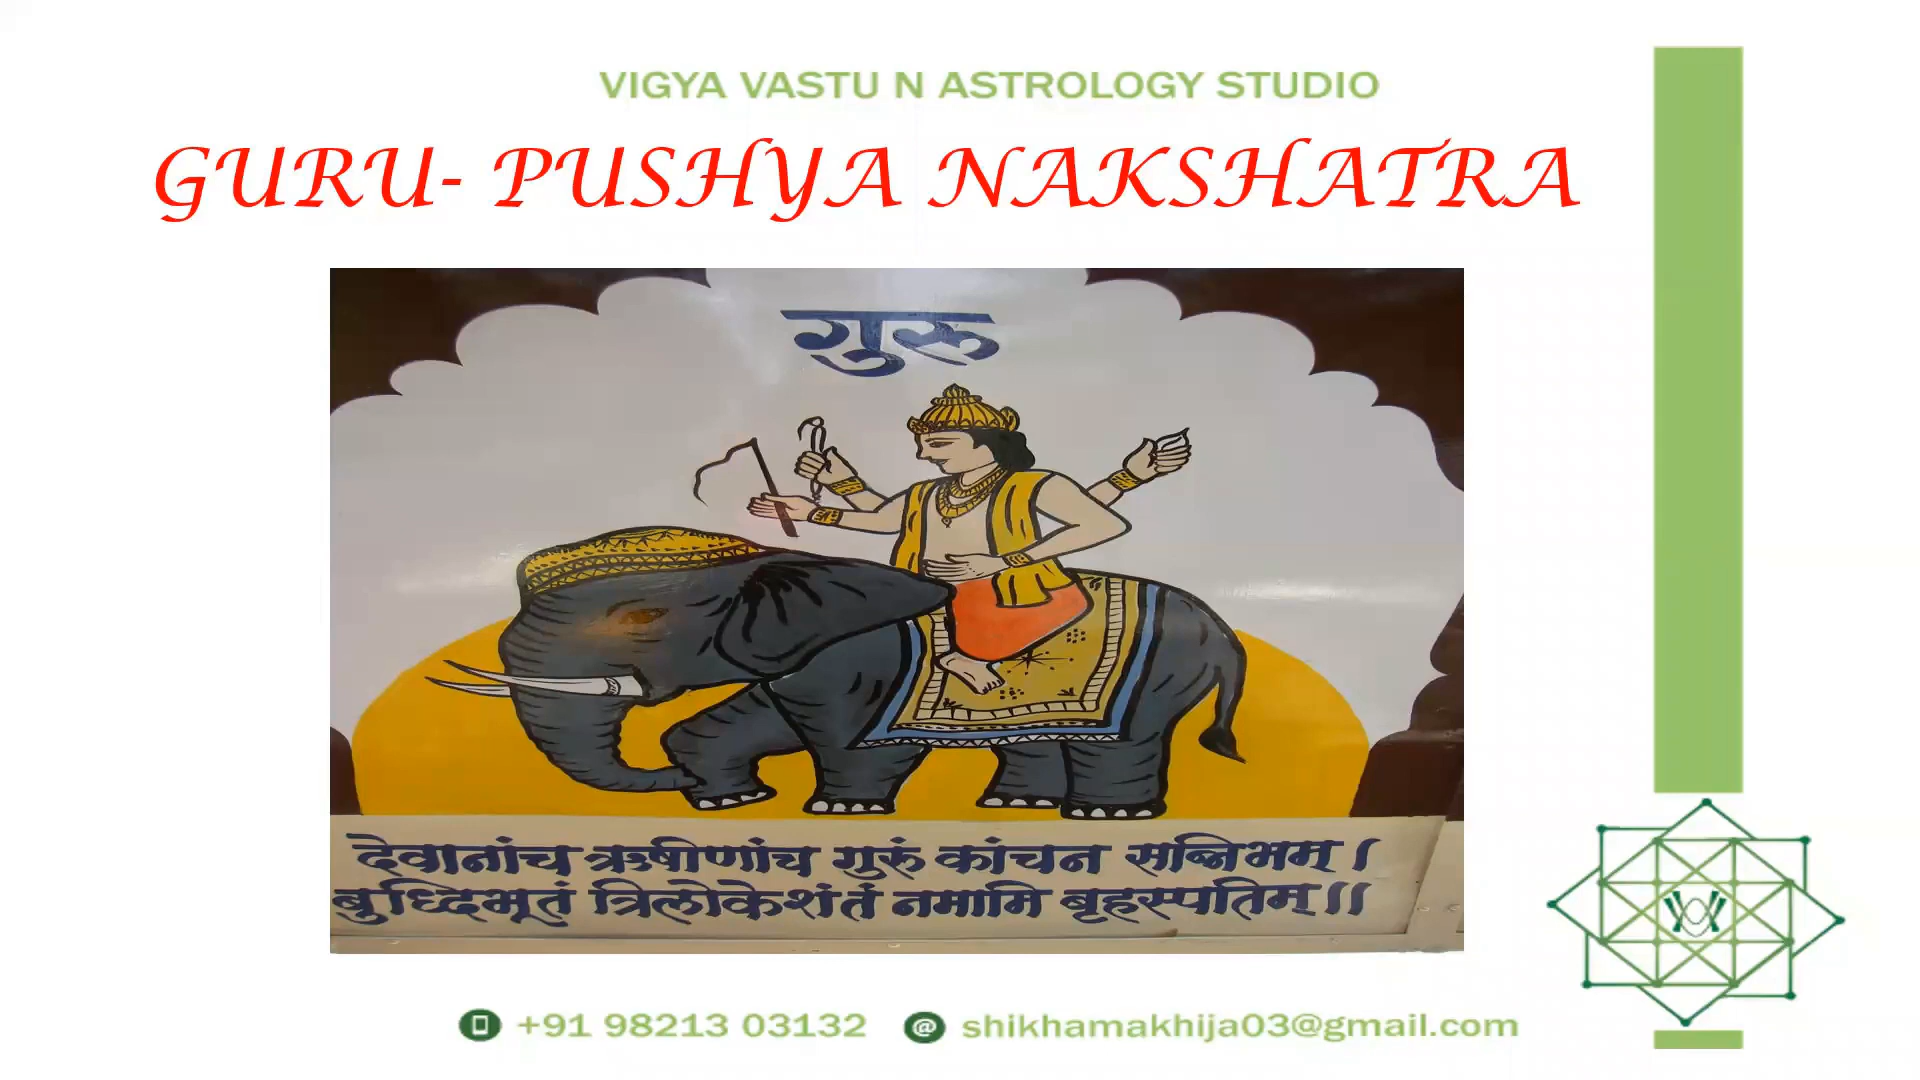 VIGYA VASTU N ASTROLOGY STUDIO
GURU- PUSHYA NAKSHATRA
गुरू
देवानांच ऋषीणांच गुरुं कांचन सन्निभम् ।
बुध्दिभूतं त्रिलोकेशं तं नमामि बृहस्पतिम् ।।
+91 98213 03132 @ shikhamakhija03@gmail.com